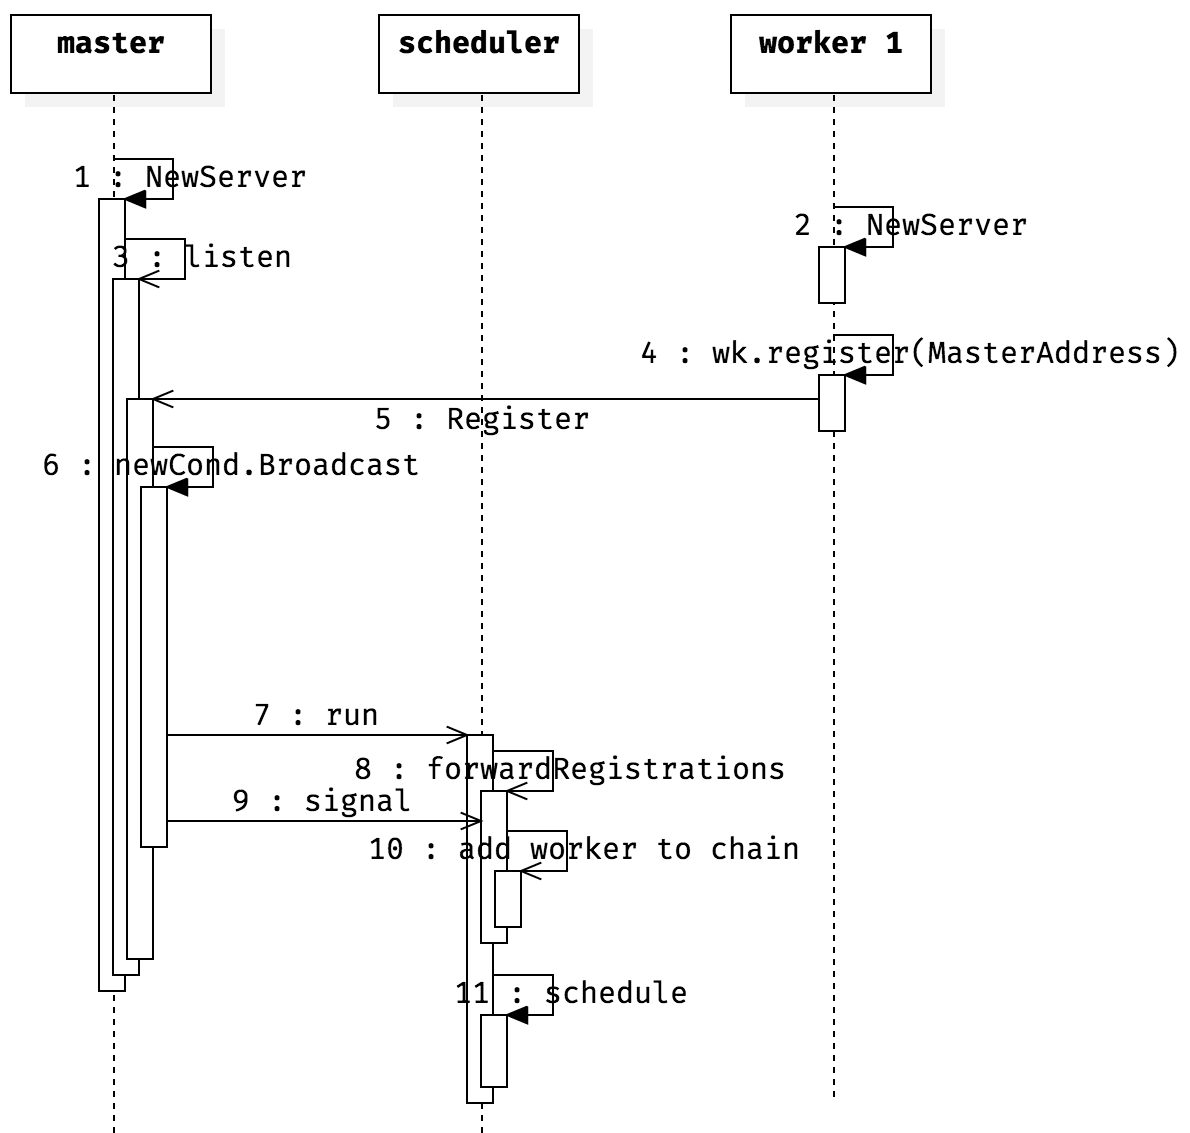 master
scheduler
worker 1
1 : NewServer
2 : NewServer
3 : listen
4 : wk.register(MasterAddress)
5 : Register
6 : newCond.Broadcast
7 : run
8 : forwardRegistrations
9 : signal
10 : add worker to chain
11 : schedule